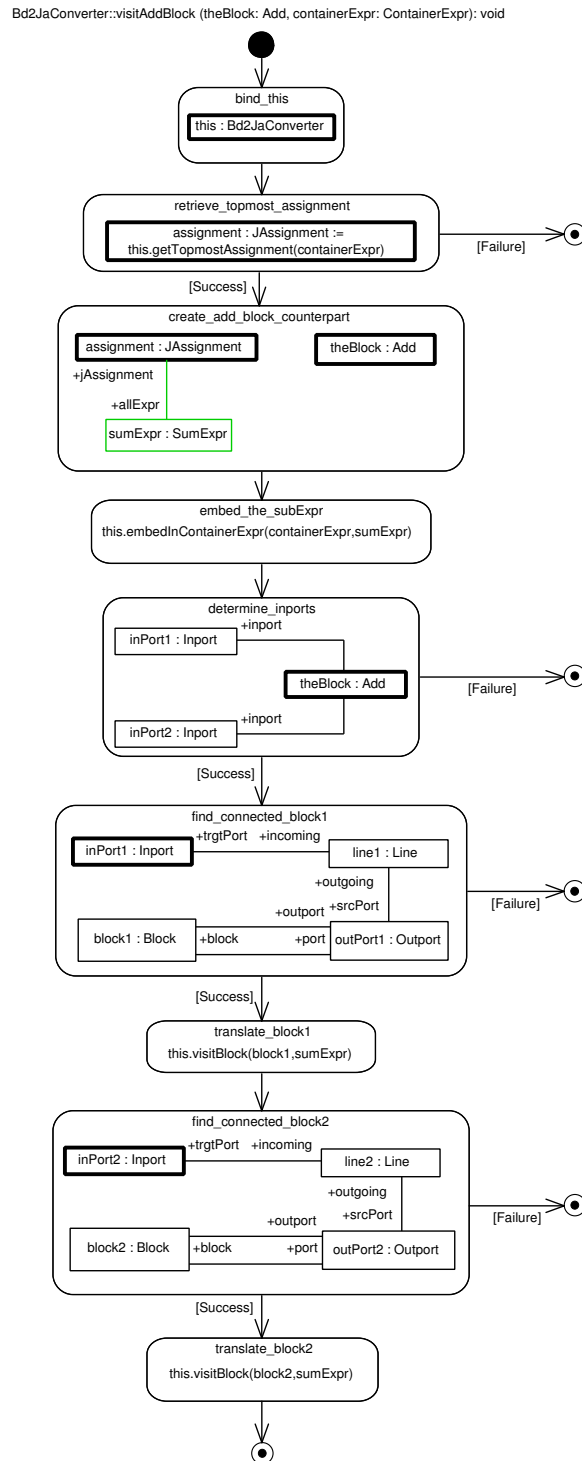 Bd2JaConverter::visitAddBlock (theBlock: Add, containerExpr: ContainerExpr): void
bind_this
this : Bd2JaConverter
retrieve_topmost_assignment
assignment : JAssignment :=
this.getTopmostAssignment(containerExpr)
[Failure]
[Success]
create_add_block_counterpart
assignment : JAssignment
theBlock : Add
+jAssignment
+allExpr
sumExpr : SumExpr
embed_the_subExpr
this.embedInContainerExpr(containerExpr,sumExpr)
determine_inports
+inport
inPort1 : Inport
theBlock : Add
[Failure]
+inport
inPort2 : Inport
[Success]
find_connected_block1
+trgtPort +incoming
inPort1 : Inport
line1 : Line
+outgoing
+srcPort
[Failure]
+outport
block1 : Block
+block
+port
outPort1 : Outport
[Success]
translate_block1
this.visitBlock(block1,sumExpr)
find_connected_block2
+trgtPort +incoming
inPort2 : Inport
line2 : Line
+outgoing
+srcPort
[Failure]
+outport
block2 : Block
+block
+port
outPort2 : Outport
[Success]
translate_block2
this.visitBlock(block2,sumExpr)